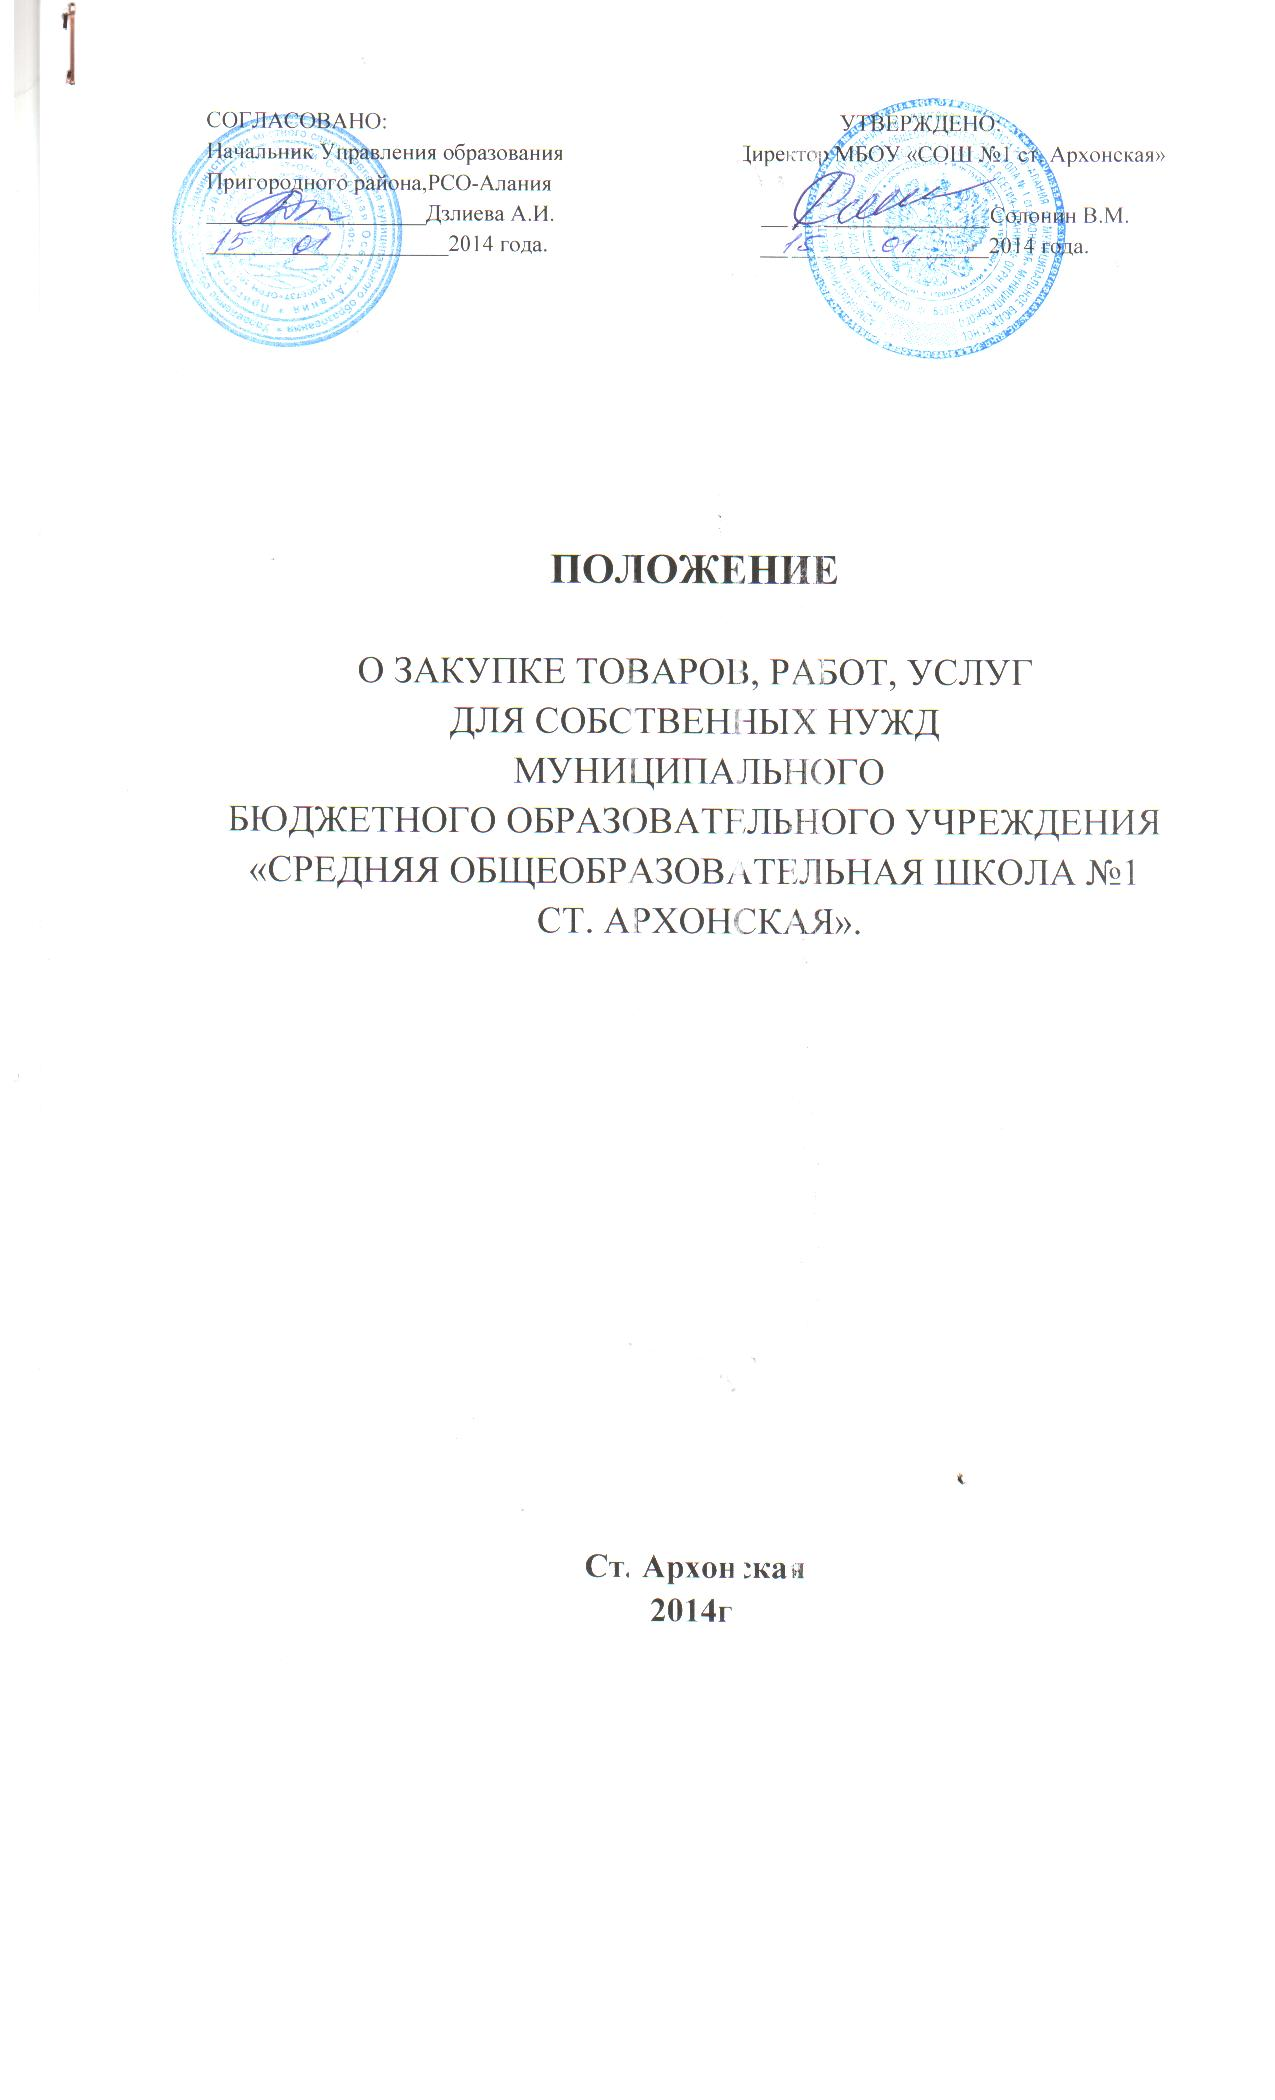 СОГЛАСОВАНО:
Начальник Управления образования
Пригородного района,РСО-Алания
Дзлиева А.И.
15 01 2014 года.
УТВЕРЖДЕНО:
Директор МБОУ «СОШ №1 ст. Архонская»
Солонин В.М.
15 01 2014 года.
ПОЛОЖЕНИЕ
О ЗАКУПКЕ ТОВАРОВ, РАБОТ, УСЛУГ
ДЛЯ СОБСТВЕННЫХ НУЖД
МУНИЦИПАЛЬНОГО
БЮДЖЕТНОГО ОБРАЗОВАТЕЛЬНОГО УЧРЕЖДЕНИЯ
«СРЕДНЯЯ ОБЩЕОБРАЗОВАТЕЛЬНАЯ ШКОЛА №1
СТ. АРХОНСКАЯ».
Ст. Архонская
2014г